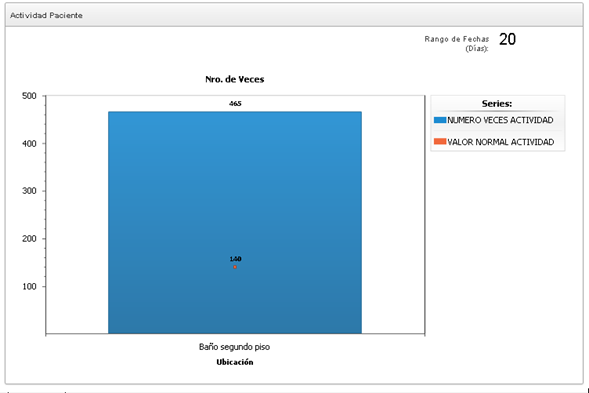 Actividad Paciente
Rango de Fechas 20
(Días):
Nro. de Veces
500
465
Series:
NUMERO VECES ACTIVIDAD
VALOR NORMAL ACTIVIDAD
400
300
200
140
100
Baño segundo piso
Ubicación